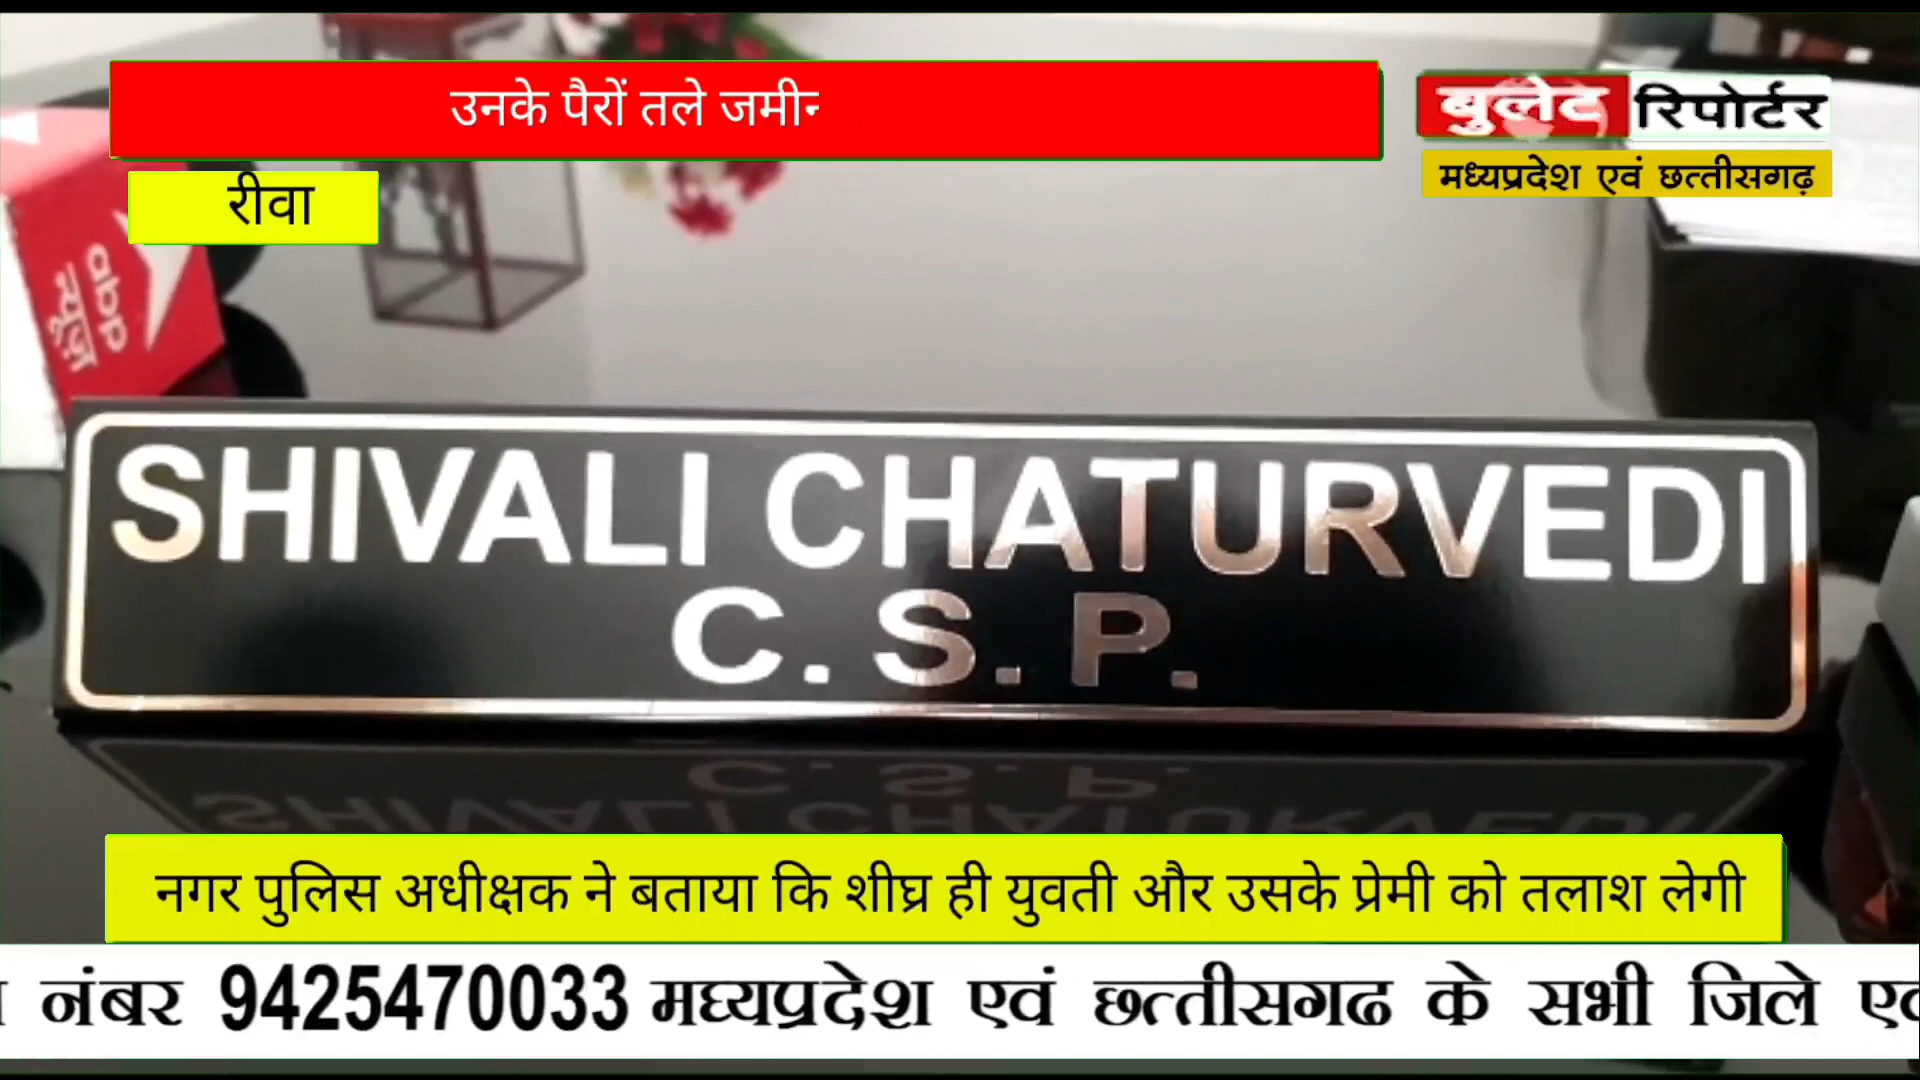 उनके पैरों तले जमीन
बुलेट रिपोर्टर
मध्यप्रदेश एवं छत्तीसगढ़
रीवा
abp
SHIVALI CHATURVEDI
C. S. P.
नगर पुलिस अधीक्षक ने बताया कि शीघ्र ही युवती और उसके प्रेमी को तलाश लेगी
नंबर 9425470033 मध्यप्रदेश एवं छत्तीसगढ के सभी जिले